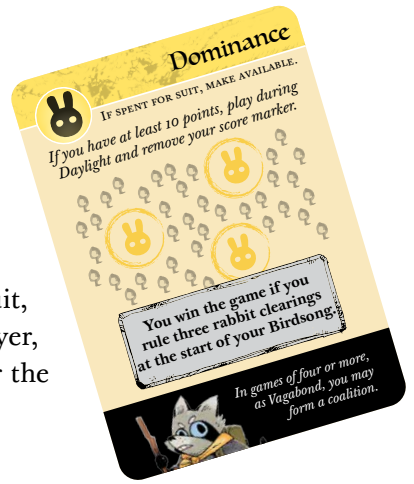 Dominance
IF SPENT FOR SUIT, MAKE AVAILABLE.
If you have at least 10 points, play during
Daylight and remove your score marker.
You win the game if you
rule three rabbit clearings
at the start of your Birdsong.
uit,
yer,
r the
In games of four or more,
as Vagabond, you may
form a coalition.